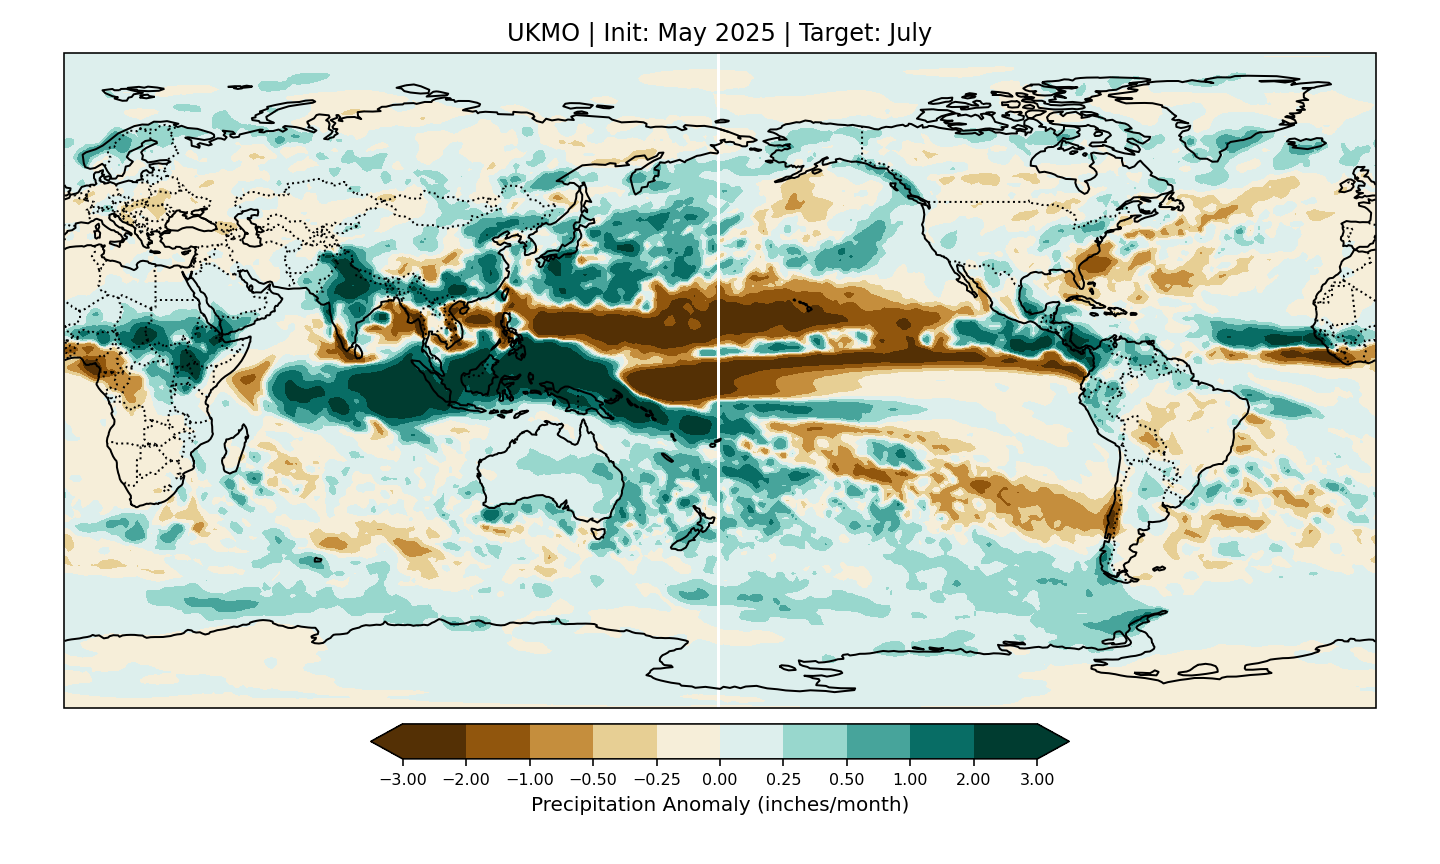 UKMO | Init: May 2025 | Target: July
−3.00 −2.00 −1.00 −0.50 −0.25 0.00 0.25 0.50 1.00 2.00 3.00
Precipitation Anomaly (inches/month)